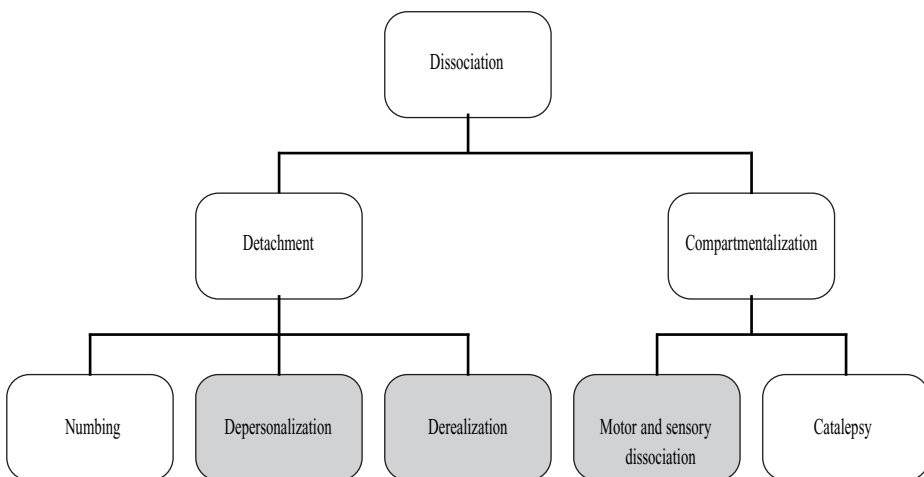 Dissociation
Detachment
Compartmentalization
Numbing
Depersonalization
Derealization
Motor and sensory
dissociation
Catalepsy